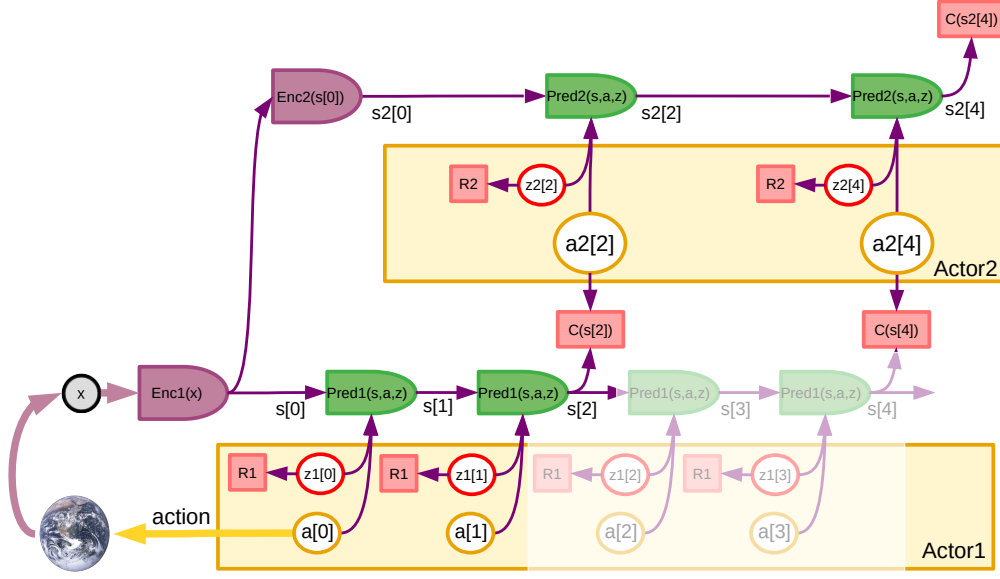 C(s2[4])
Enc2(s[0])
Pred2(s,a,z)
Pred2(s,a,z)
s2[0]
s2[2]
s2[4]
R2
z2[2]
R2
z2[4]
a2[2]
a2[4]
Actor2
C(s[2])
C(s[4])
x
Enc1(x)
Pred1(s,a,z)
Pred1(s,a,z)
Pred1(s,a,z)
Pred1(s,a,z)
s[0]
s[1]
s[2]
s[3]
s[4]
R1
z1[0]
R1
z1[1]
R1
z1[2]
R1
z1[3]
action
a[0]
a[1]
a[2]
a[3]
Actor1